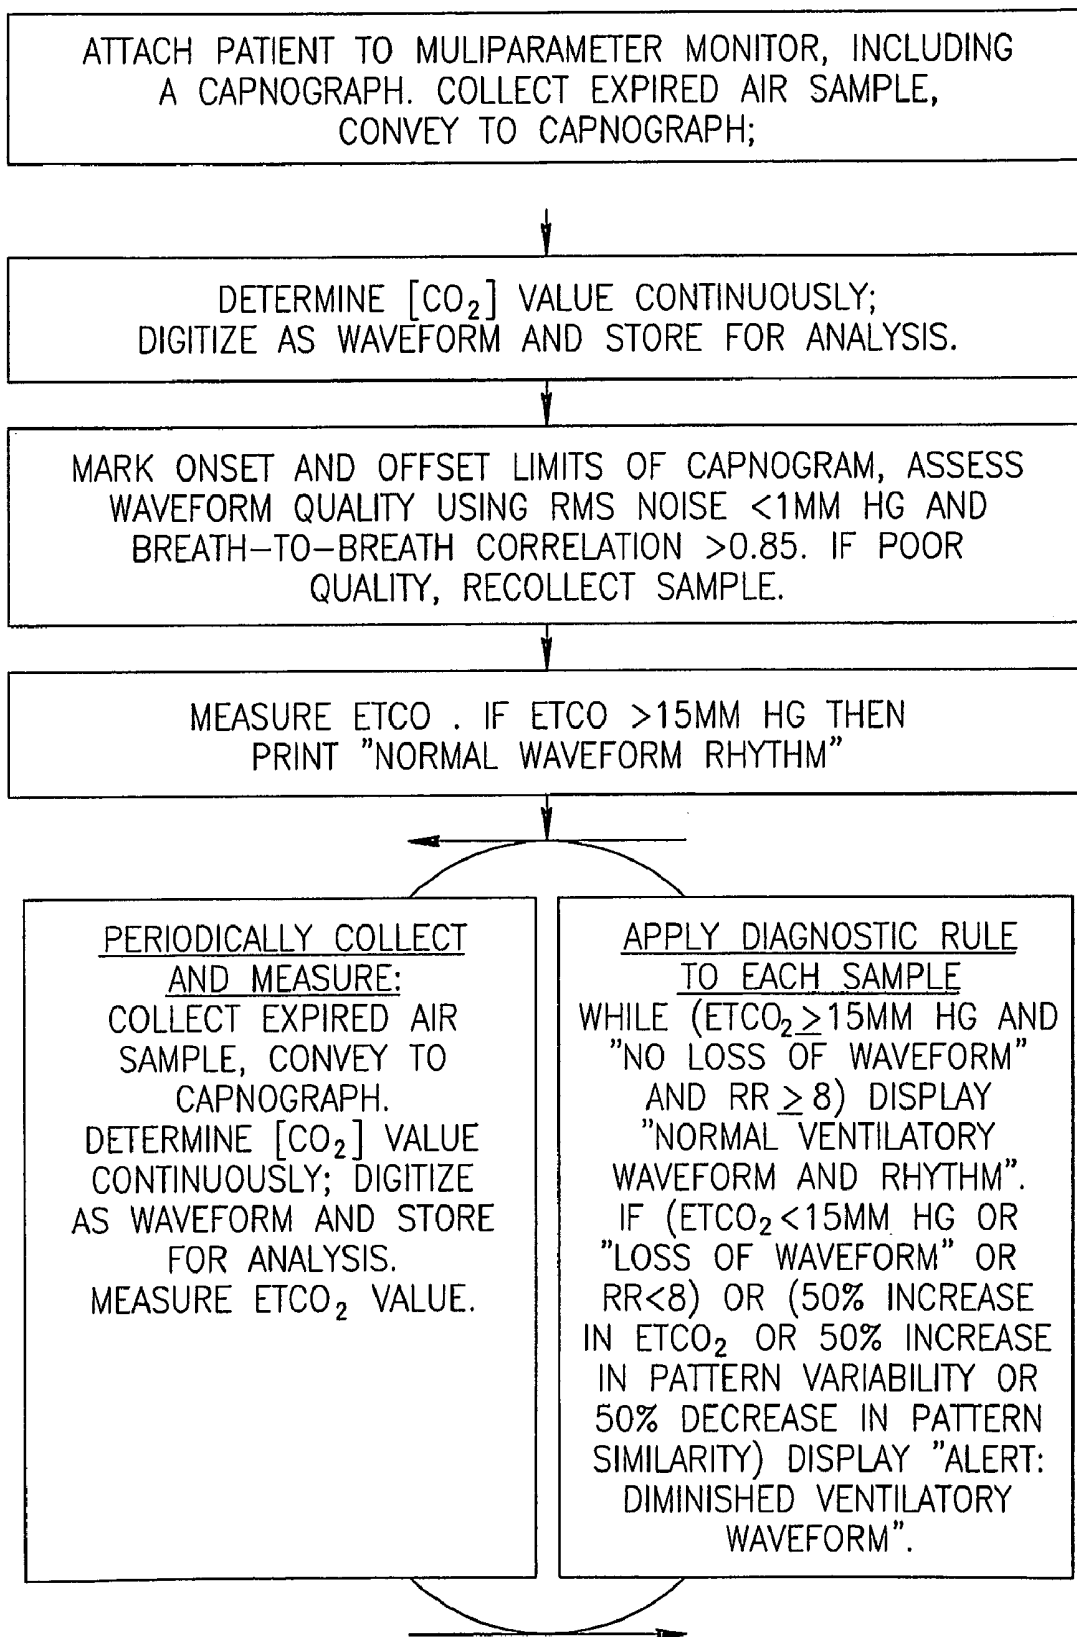 ATTACH PATIENT TO MULIPARAMETER MONITOR, INCLUDING
A CAPNOGRAPH. COLLECT EXPIRED AIR SAMPLE,
CONVEY TO CAPNOGRAPH;
DETERMINE [CO₂] VALUE CONTINUOUSLY;
DIGITIZE AS WAVEFORM AND STORE FOR ANALYSIS.
MARK ONSET AND OFFSET LIMITS OF CAPNOGRAM, ASSESS
WAVEFORM QUALITY USING RMS NOISE <1MM HG AND
BREATH-TO-BREATH CORRELATION >0.85. IF POOR
QUALITY, RECOLLECT SAMPLE.
MEASURE ETCO . IF ETCO >15MM HG THEN
PRINT "NORMAL WAVEFORM RHYTHM"
PERIODICALLY COLLECT
AND MEASURE:
COLLECT EXPIRED AIR
SAMPLE, CONVEY TO
CAPNOGRAPH.
DETERMINE [CO₂] VALUE
CONTINUOUSLY; DIGITIZE
AS WAVEFORM AND STORE
FOR ANALYSIS.
MEASURE ETCO₂ VALUE.
APPLY DIAGNOSTIC RULE
TO EACH SAMPLE
WHILE (ETCO₂≥15MM HG AND
"NO LOSS OF WAVEFORM"
AND RR ≥ 8) DISPLAY
"NORMAL VENTILATORY
WAVEFORM AND RHYTHM".
IF (ETCO₂<15MM HG OR
"LOSS OF WAVEFORM" OR
RR<8) OR (50% INCREASE
IN ETCO₂ OR 50% INCREASE
IN PATTERN VARIABILITY OR
50% DECREASE IN PATTERN
SIMILARITY) DISPLAY "ALERT:
DIMINISHED VENTILATORY
WAVEFORM".